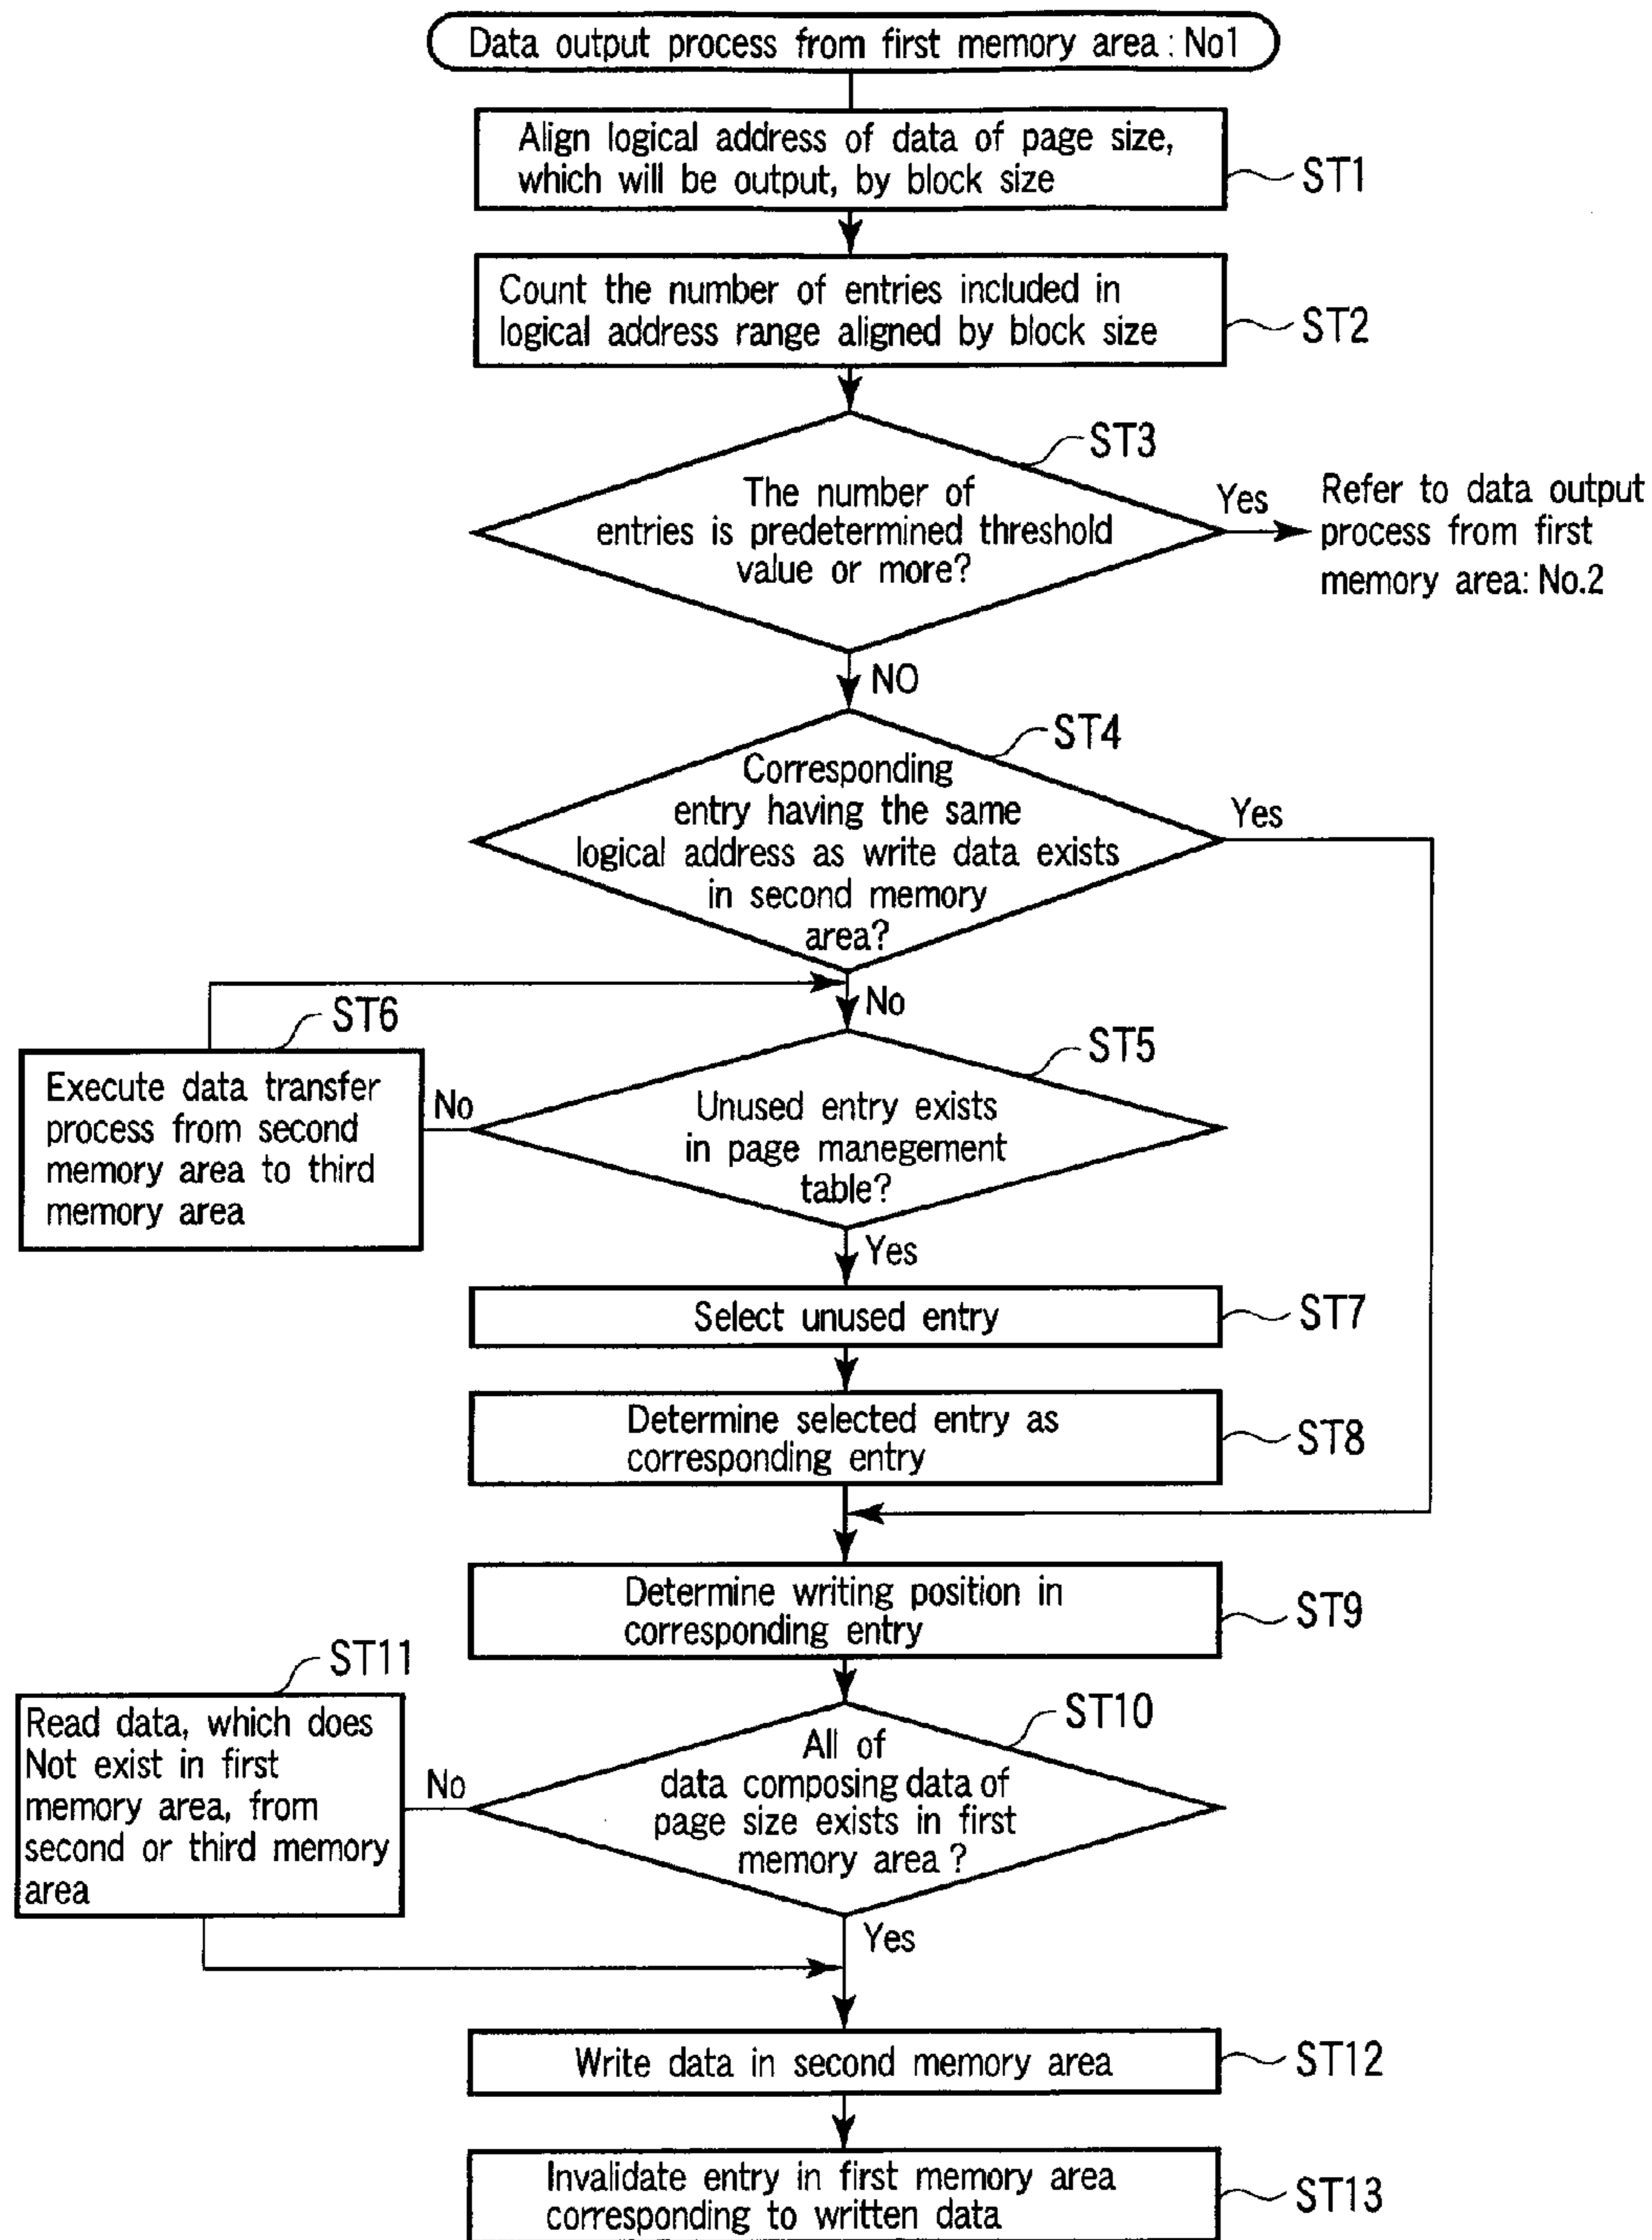 Data output process from first memory area : No1
Align logical address of data of page size,
which will be output, by block size
ST1
Count the number of entries included in
logical address range aligned by block size
ST2
ST3
The number of
entries is predetermined threshold
value or more?
Yes
Refer to data output
process from first
memory area: No.2
NO
ST4
Corresponding
entry having the same
logical address as write data exists
in second memory
area?
Yes
No
ST6
Execute data transfer
process from second
memory area to third
memory area
No
ST5
Unused entry exists
in page manegement
table?
Yes
Select unused entry
ST7
Determine selected entry as
corresponding entry
ST8
Determine writing position in
corresponding entry
ST9
ST11
Read data, which does
Not exist in first
memory area, from
second or third memory
area
No
ST10
All of
data composing data of
page size exists in first
memory area ?
Yes
Write data in second memory area
ST12
Invalidate entry in first memory area
corresponding to written data
ST13